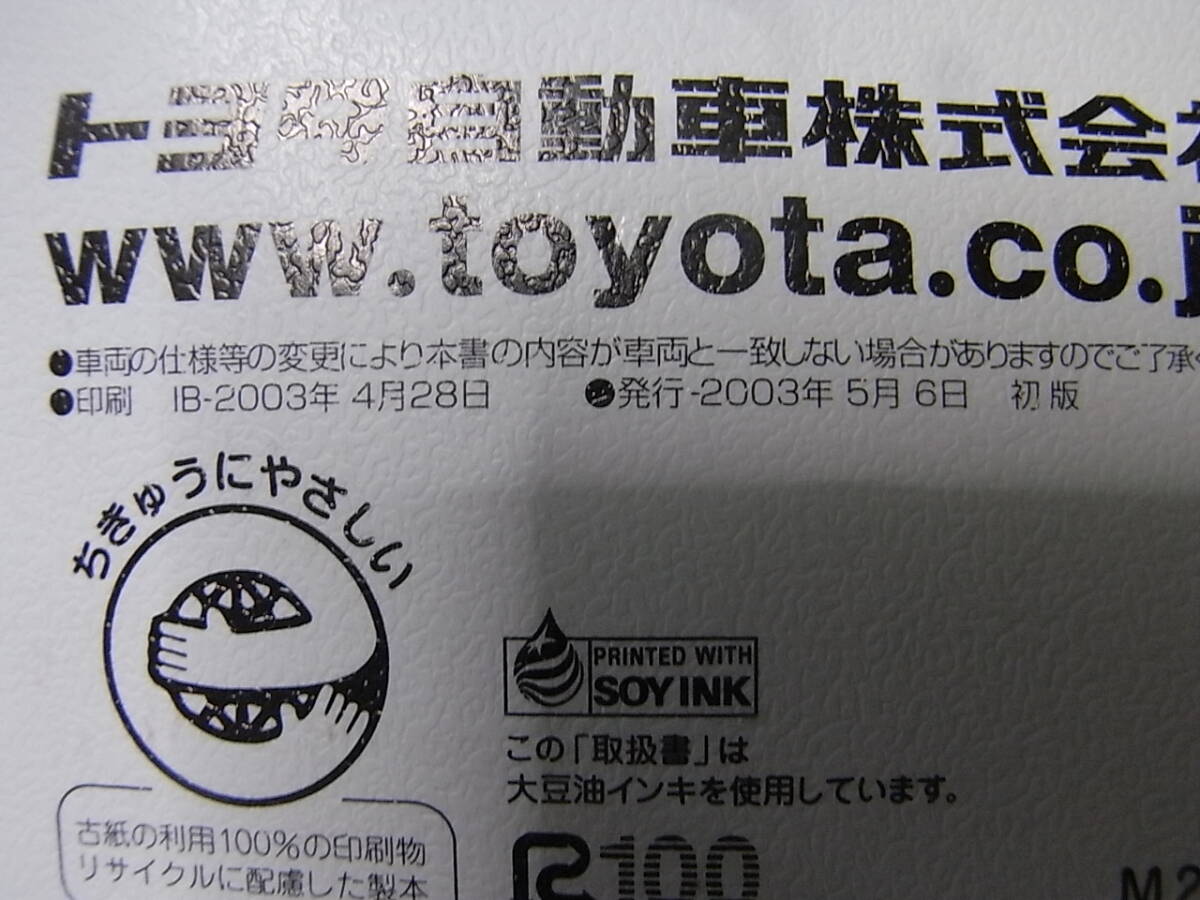 トヨタ自動車株式会社
www.toyota.co.j
●車両の仕様等の変更により本書の内容が車両と一致しない場合がありますのでご了承
●印刷 IB-2003年 4月28日 ●発行-2003年 5月 6日 初版
ちきゅうにやさしい
PRINTED WITH
SOY INK
この「取扱書」は
大豆油インキを使用しています。
古紙の利用100%の印刷物
リサイクルに配慮した製本
R100
M2